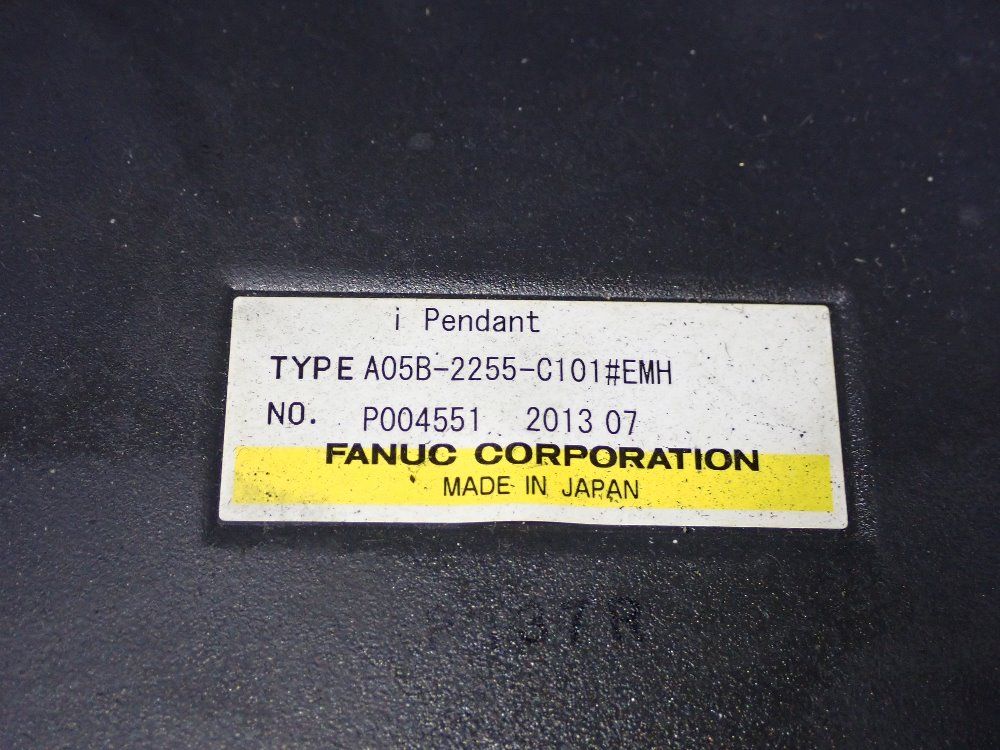 i Pendant
TYPE A05B-2255-C101#EMH
NO. P004551 2013 07
FANUC CORPORATION
MADE IN JAPAN